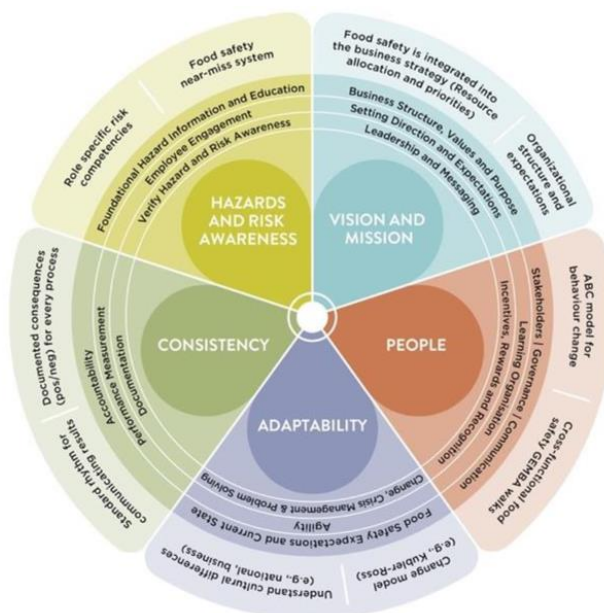 Food safety is integrated into
the business strategy (Resource
allocation and priorities)
Organizational
structure and
expectations
Business Structure, Values and Purpose
Setting Direction and Expectations
Leadership and Messaging
VISION AND
MISSION
ABC model for
behaviour change
Cross-functional food
safety GEMBA walks
Stakeholders | Governance | Communication
Learning Organisation
Incentives, Rewards and Recognition
PEOPLE
Change model
(e.g., Kubler-Ross)
Understand cultural differences
(e.g., national, business)
Food Safety Expectations and Current State
Agility
Change, Crisis Management & Problem Solving
ADAPTABILITY
Standard rhythm for
communicating results
Documented consequences
(pos/neg) for every process
Accountability
Performance Measurement
Documentation
CONSISTENCY
Role specific risk
competencies
Food safety
near-miss system
Foundational Hazard Information and Education
Employee Engagement
Verify Hazard and Risk Awareness
HAZARDS
AND RISK
AWARENESS